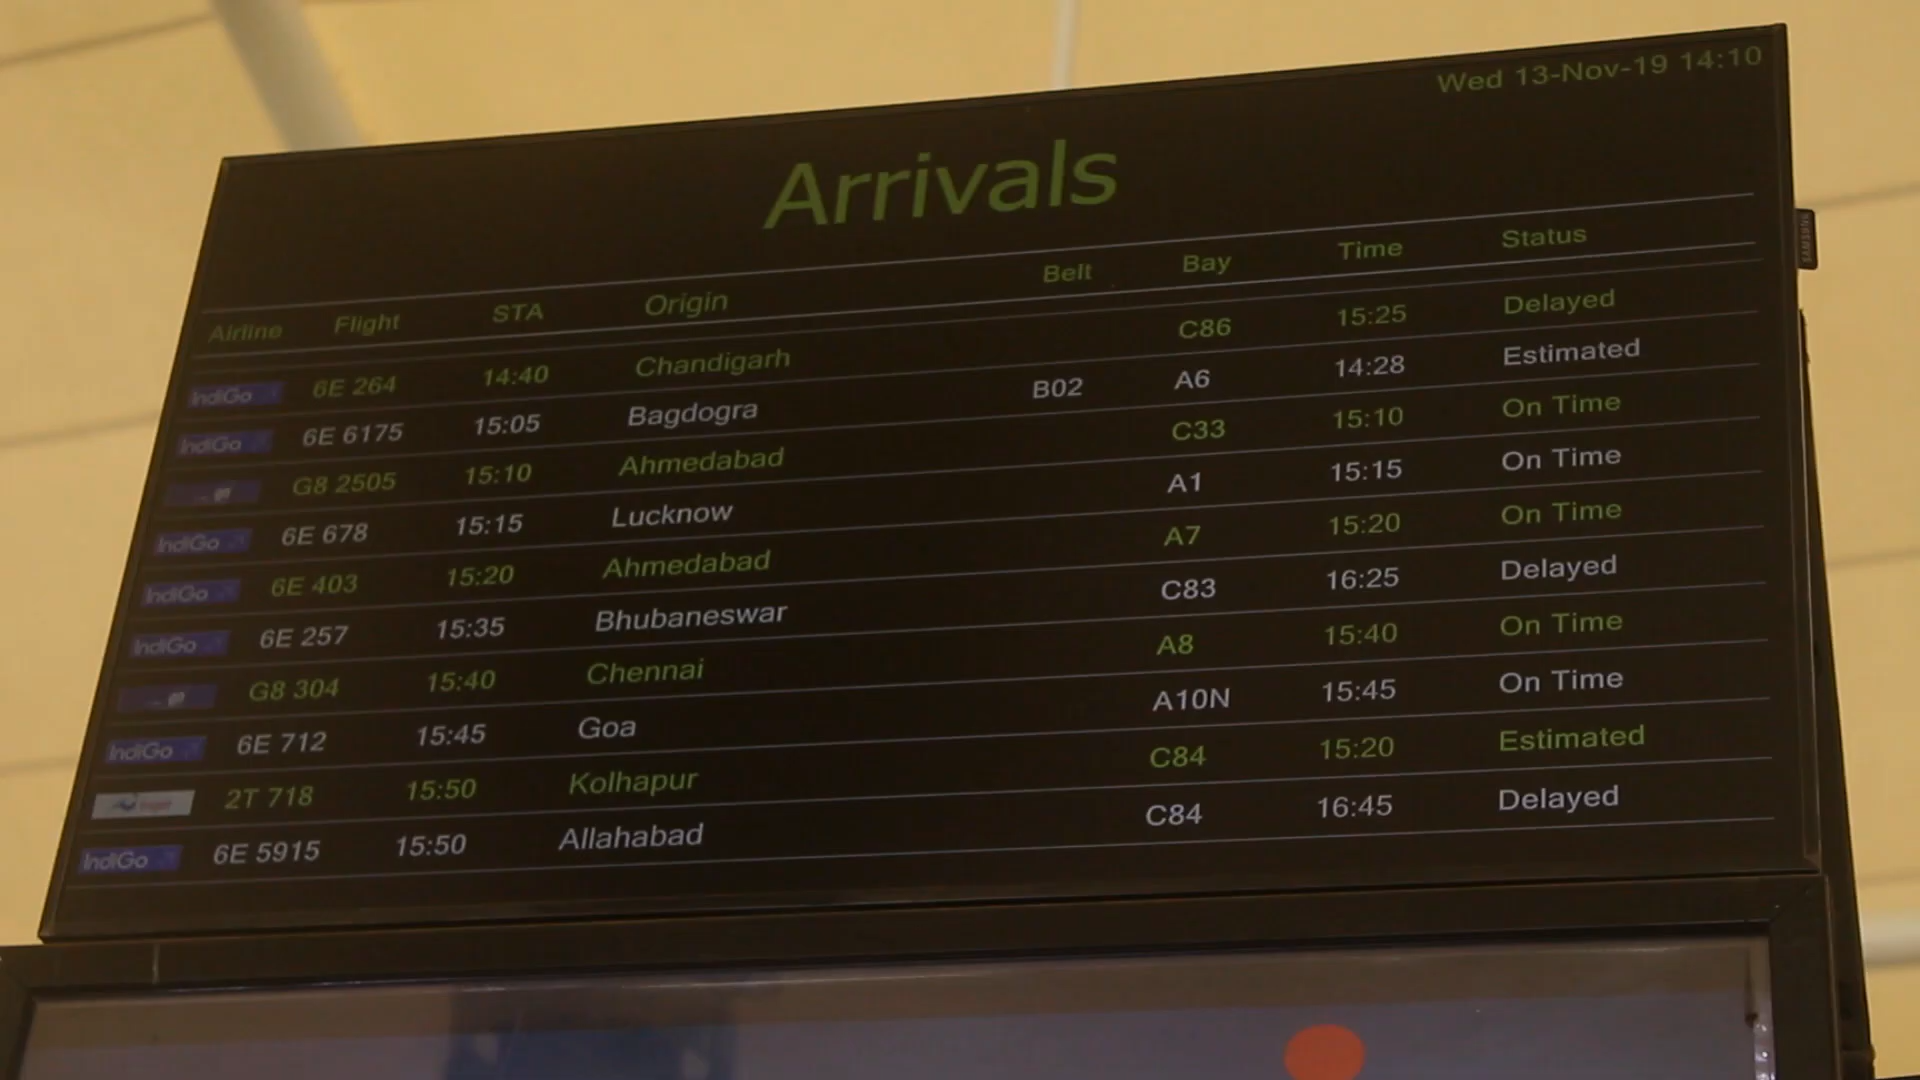 Wed 13-Nov-19 14:10
Arrivals
Airline Flight STA Origin Belt Bay Time Status
IndiGo 6E 264 14:40 Chandigarh C86 15:25 Delayed
IndiGo 6E 6175 15:05 Bagdogra B02 A6 14:28 Estimated
G8 2505 15:10 Ahmedabad C33 15:10 On Time
IndiGo 6E 678 15:15 Lucknow A1 15:15 On Time
IndiGo 6E 403 15:20 Ahmedabad A7 15:20 On Time
IndiGo 6E 257 15:35 Bhubaneswar C83 16:25 Delayed
G8 304 15:40 Chennai A8 15:40 On Time
IndiGo 6E 712 15:45 Goa A10N 15:45 On Time
2T 718 15:50 Kolhapur C84 15:20 Estimated
IndiGo 6E 5915 15:50 Allahabad C84 16:45 Delayed
SAMSUNG